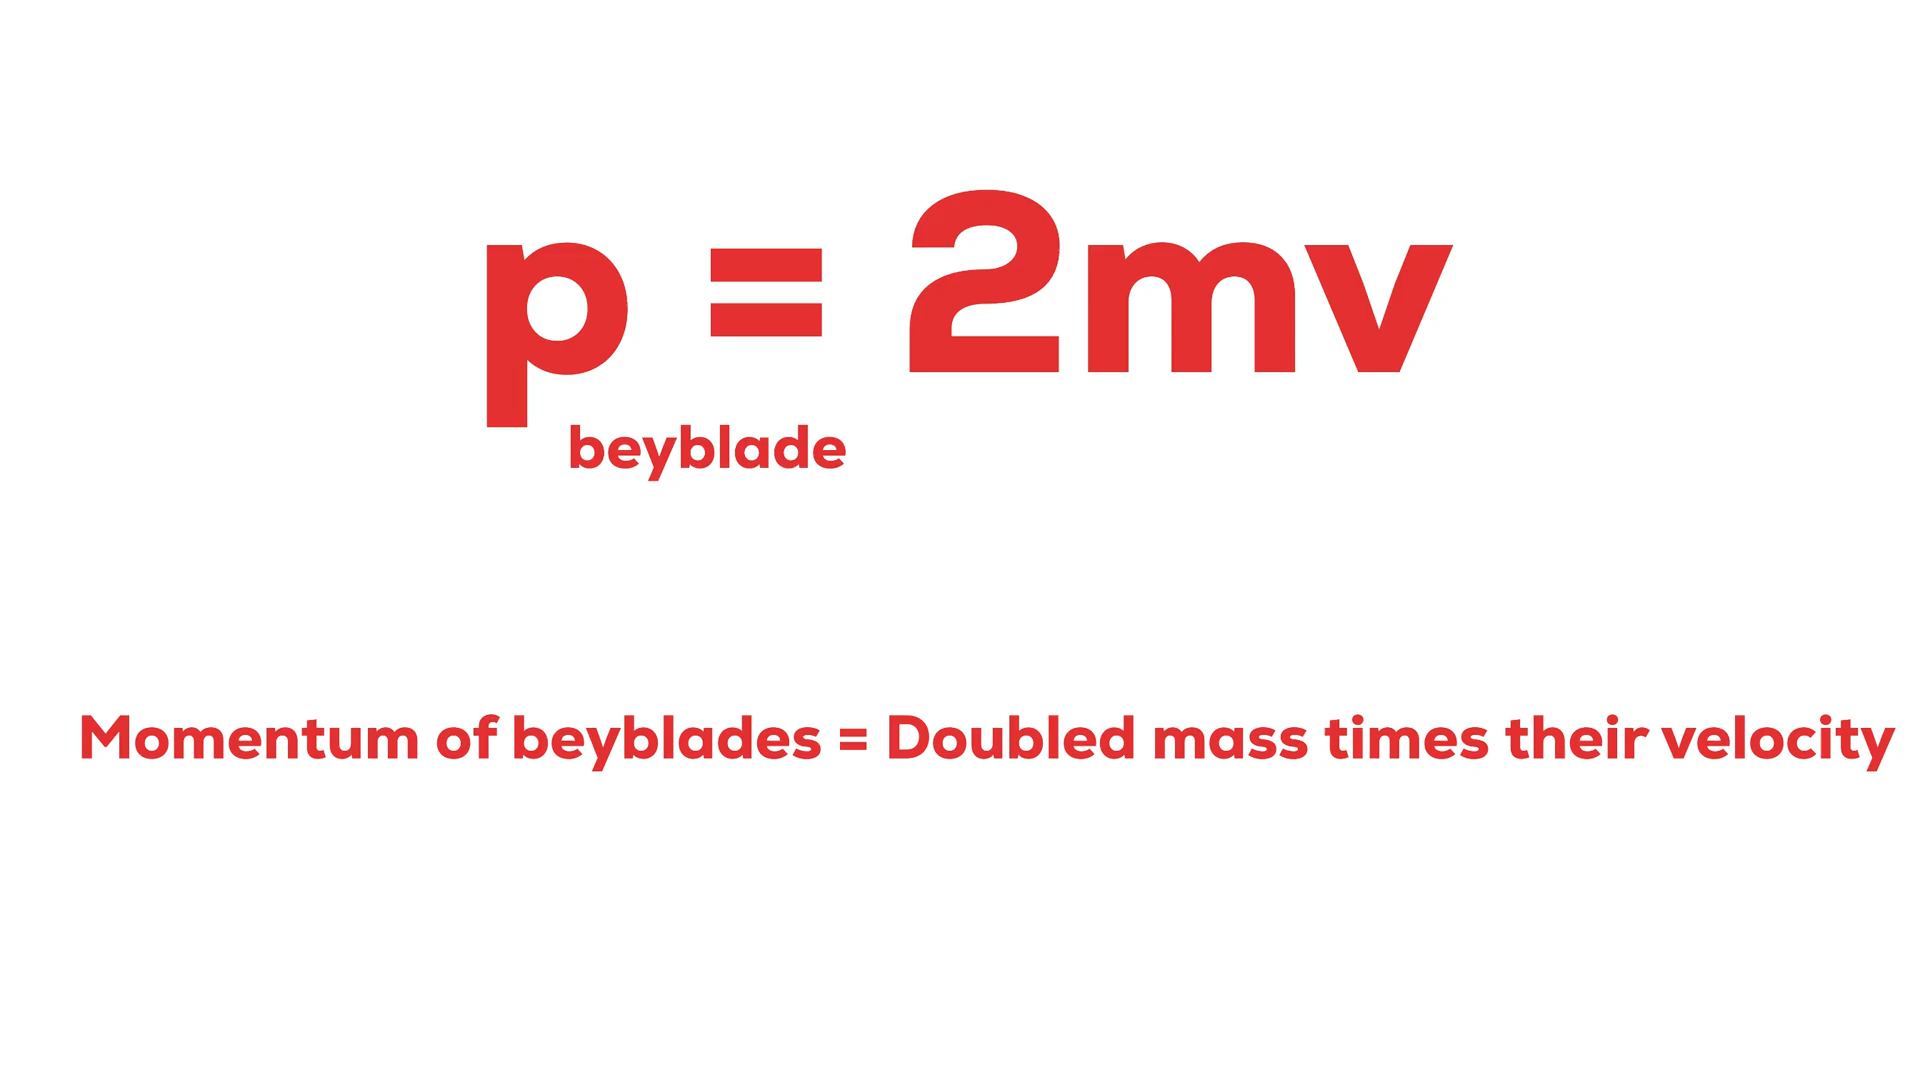 p = 2mv
beyblade
Momentum of beyblades = Doubled mass times their velocity